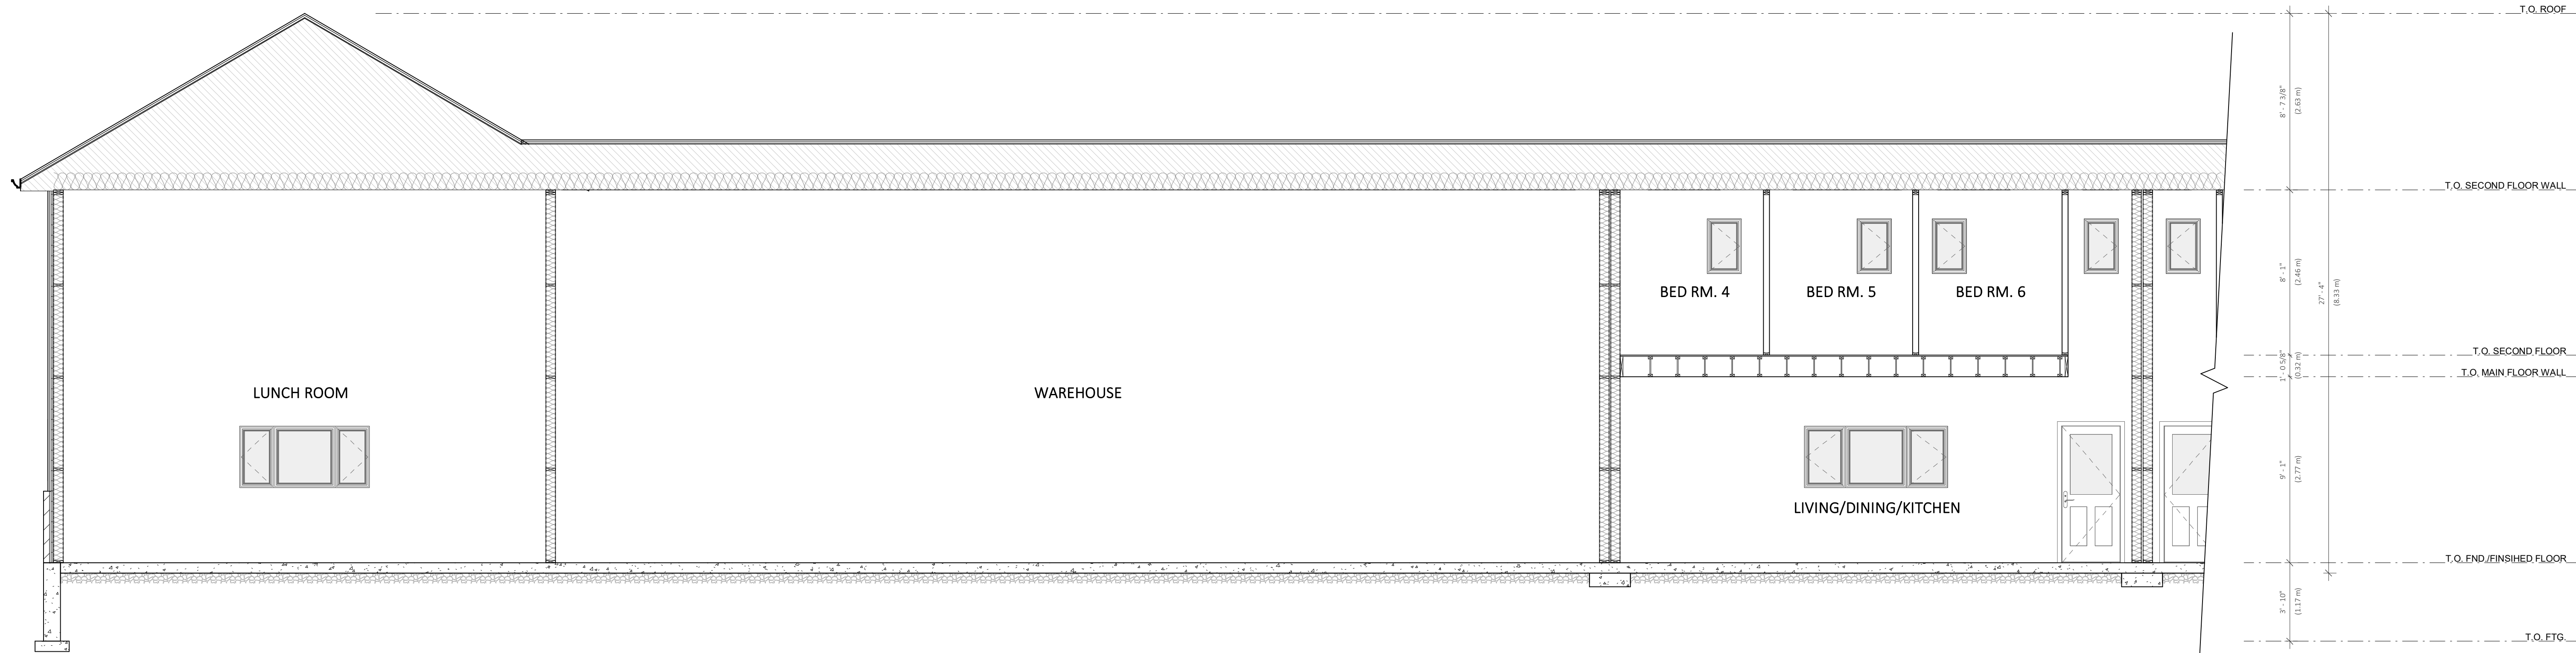 T.O. ROOF
8' - 7 3/8"
(2.63 m)
T.O. SECOND FLOOR WALL
8' - 1"
(2.46 m)
27' - 4"
(8.33 m)
BED RM. 4
BED RM. 5
BED RM. 6
T.O. SECOND FLOOR
1' - 0 5/8"
(0.32 m)
T.O. MAIN FLOOR WALL
LUNCH ROOM
WAREHOUSE
9' - 1"
(2.77 m)
LIVING/DINING/KITCHEN
T.O. FND./FINSIHED FLOOR
3' - 10"
(1.17 m)
T.O. FTG.